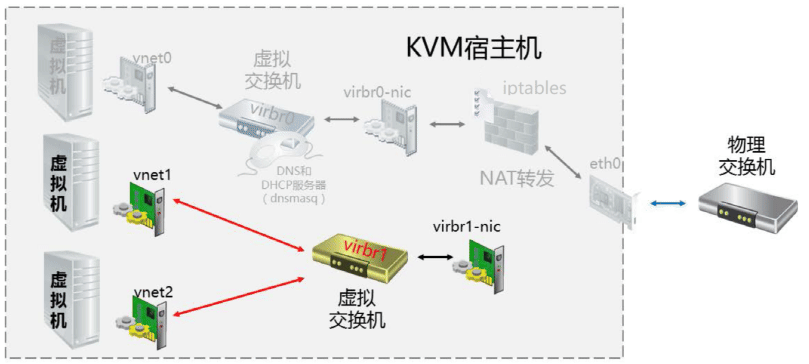 KVM宿主机
虚拟机
vnet0
虚拟
交换机
virbr0
virbr0-nic
iptables
DNS和
DHCP服务器
(dnsmasq)
NAT转发
eth0
物理
交换机
虚拟机
vnet1
virbr1
virbr1-nic
虚拟
交换机
虚拟机
vnet2